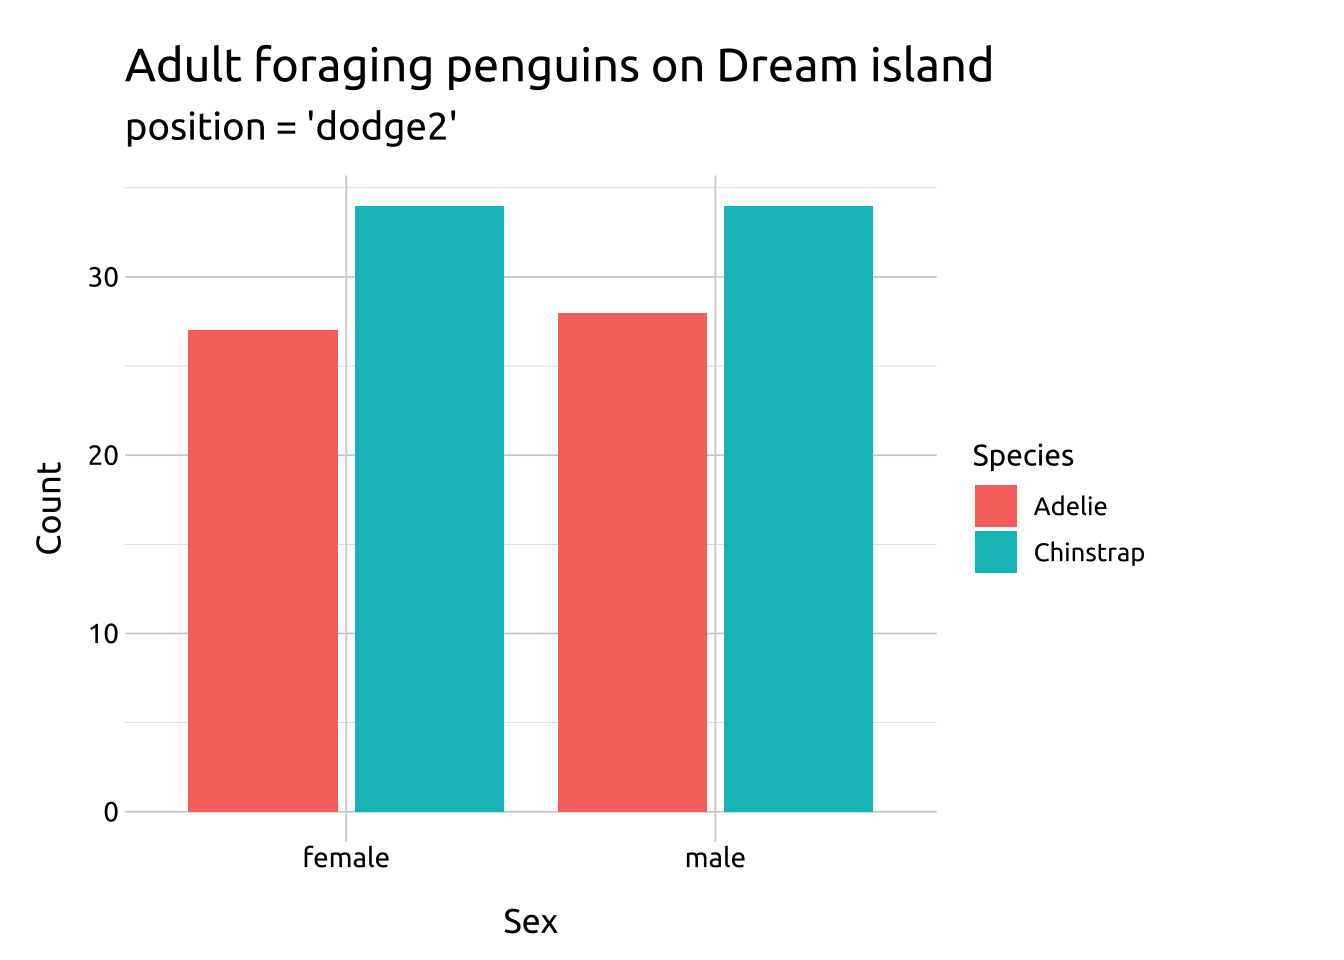 Adult foraging penguins on Dream island
position = 'dodge2'
30
20
10
0
Count
female
male
Sex
Species
Adelie
Chinstrap